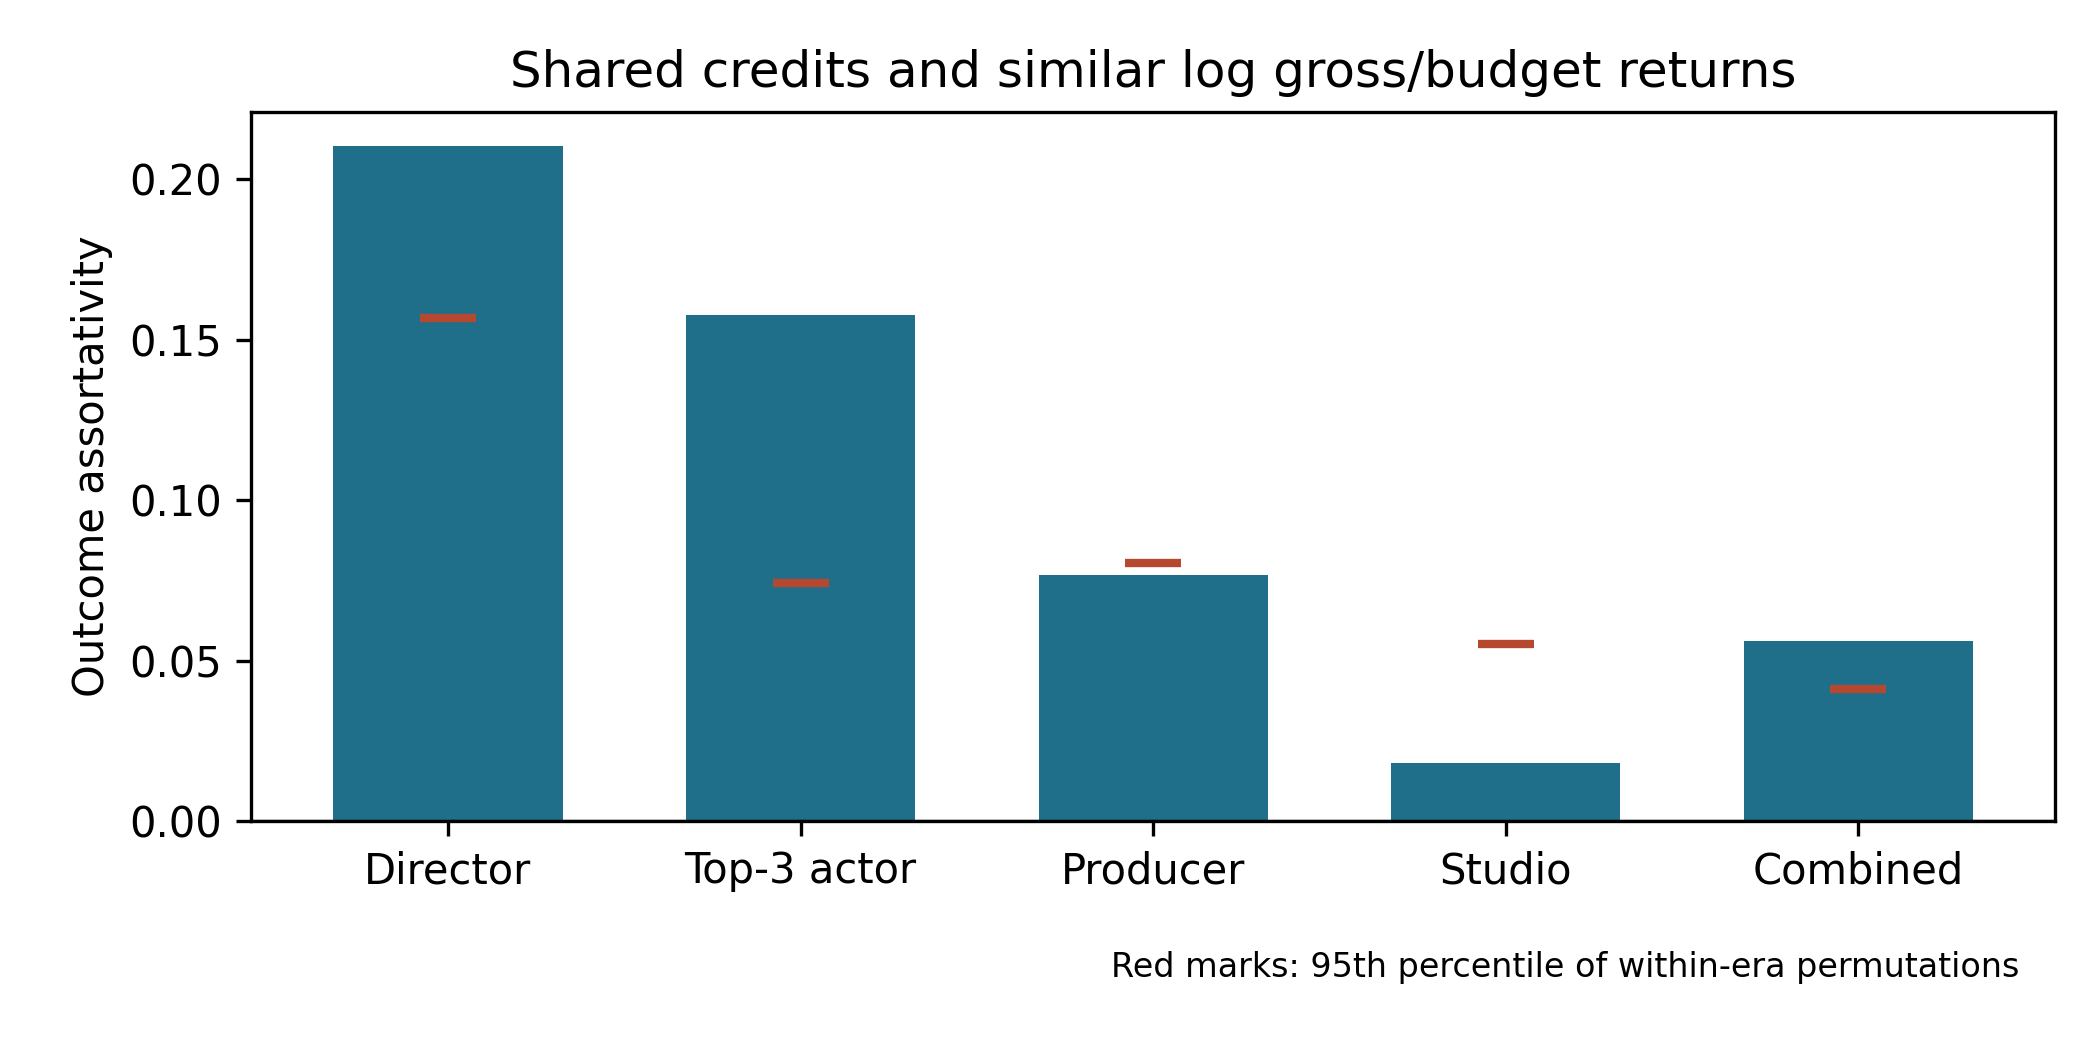 Shared credits and similar log gross/budget returns
Outcome assortativity
0.20
0.15
0.10
0.05
0.00
Director Top-3 actor Producer Studio Combined
Red marks: 95th percentile of within-era permutations